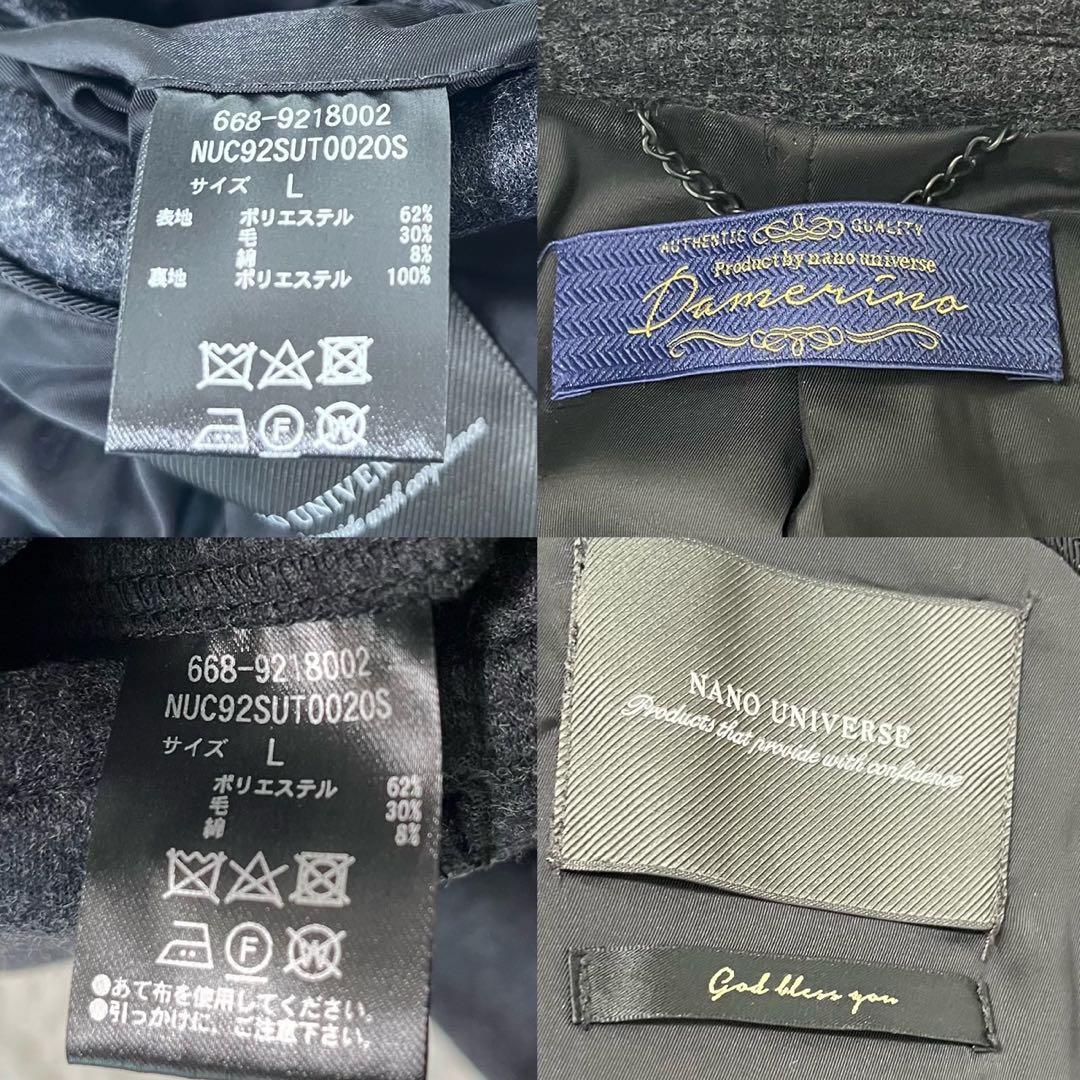 668-9218002
NUC92SUT0020S
サイズ L
表地 ポリエステル 62%
毛 30%
綿 8%
裏地 ポリエステル 100%
F
W
NANO UNIVERSE
AUTHENTIC QUALITY
Product by nano universe
Damerino
668-9218002
NUC92SUT0020S
サイズ L
ポリエステル 62%
毛 30%
綿 8%
F
W
あて布を使用してください。
引っかけに、ご注意下さい。
NANO UNIVERSE
Products that provide with confidence
God bless you